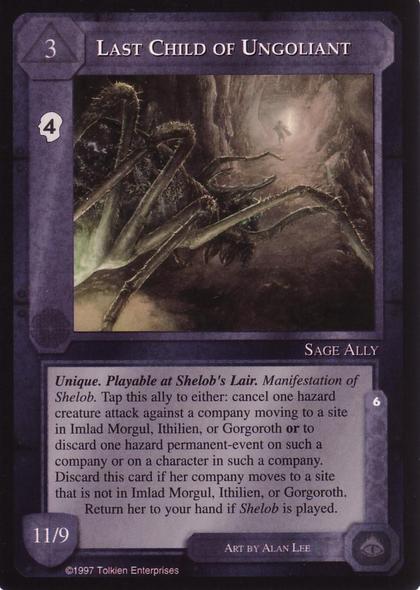 3
LAST CHILD OF UNGOLIANT
4
SAGE ALLY
Unique. Playable at Shelob's Lair. Manifestation of
Shelob. Tap this ally to either: cancel one hazard
creature attack against a company moving to a site
in Imlad Morgul, Ithilien, or Gorgoroth or to
discard one hazard permanent-event on such a
company or on a character in such a company.
Discard this card if her company moves to a site
that is not in Imlad Morgul, Ithilien, or Gorgoroth.
Return her to your hand if Shelob is played.
6
11/9
ART BY ALAN LEE
©1997 Tolkien Enterprises